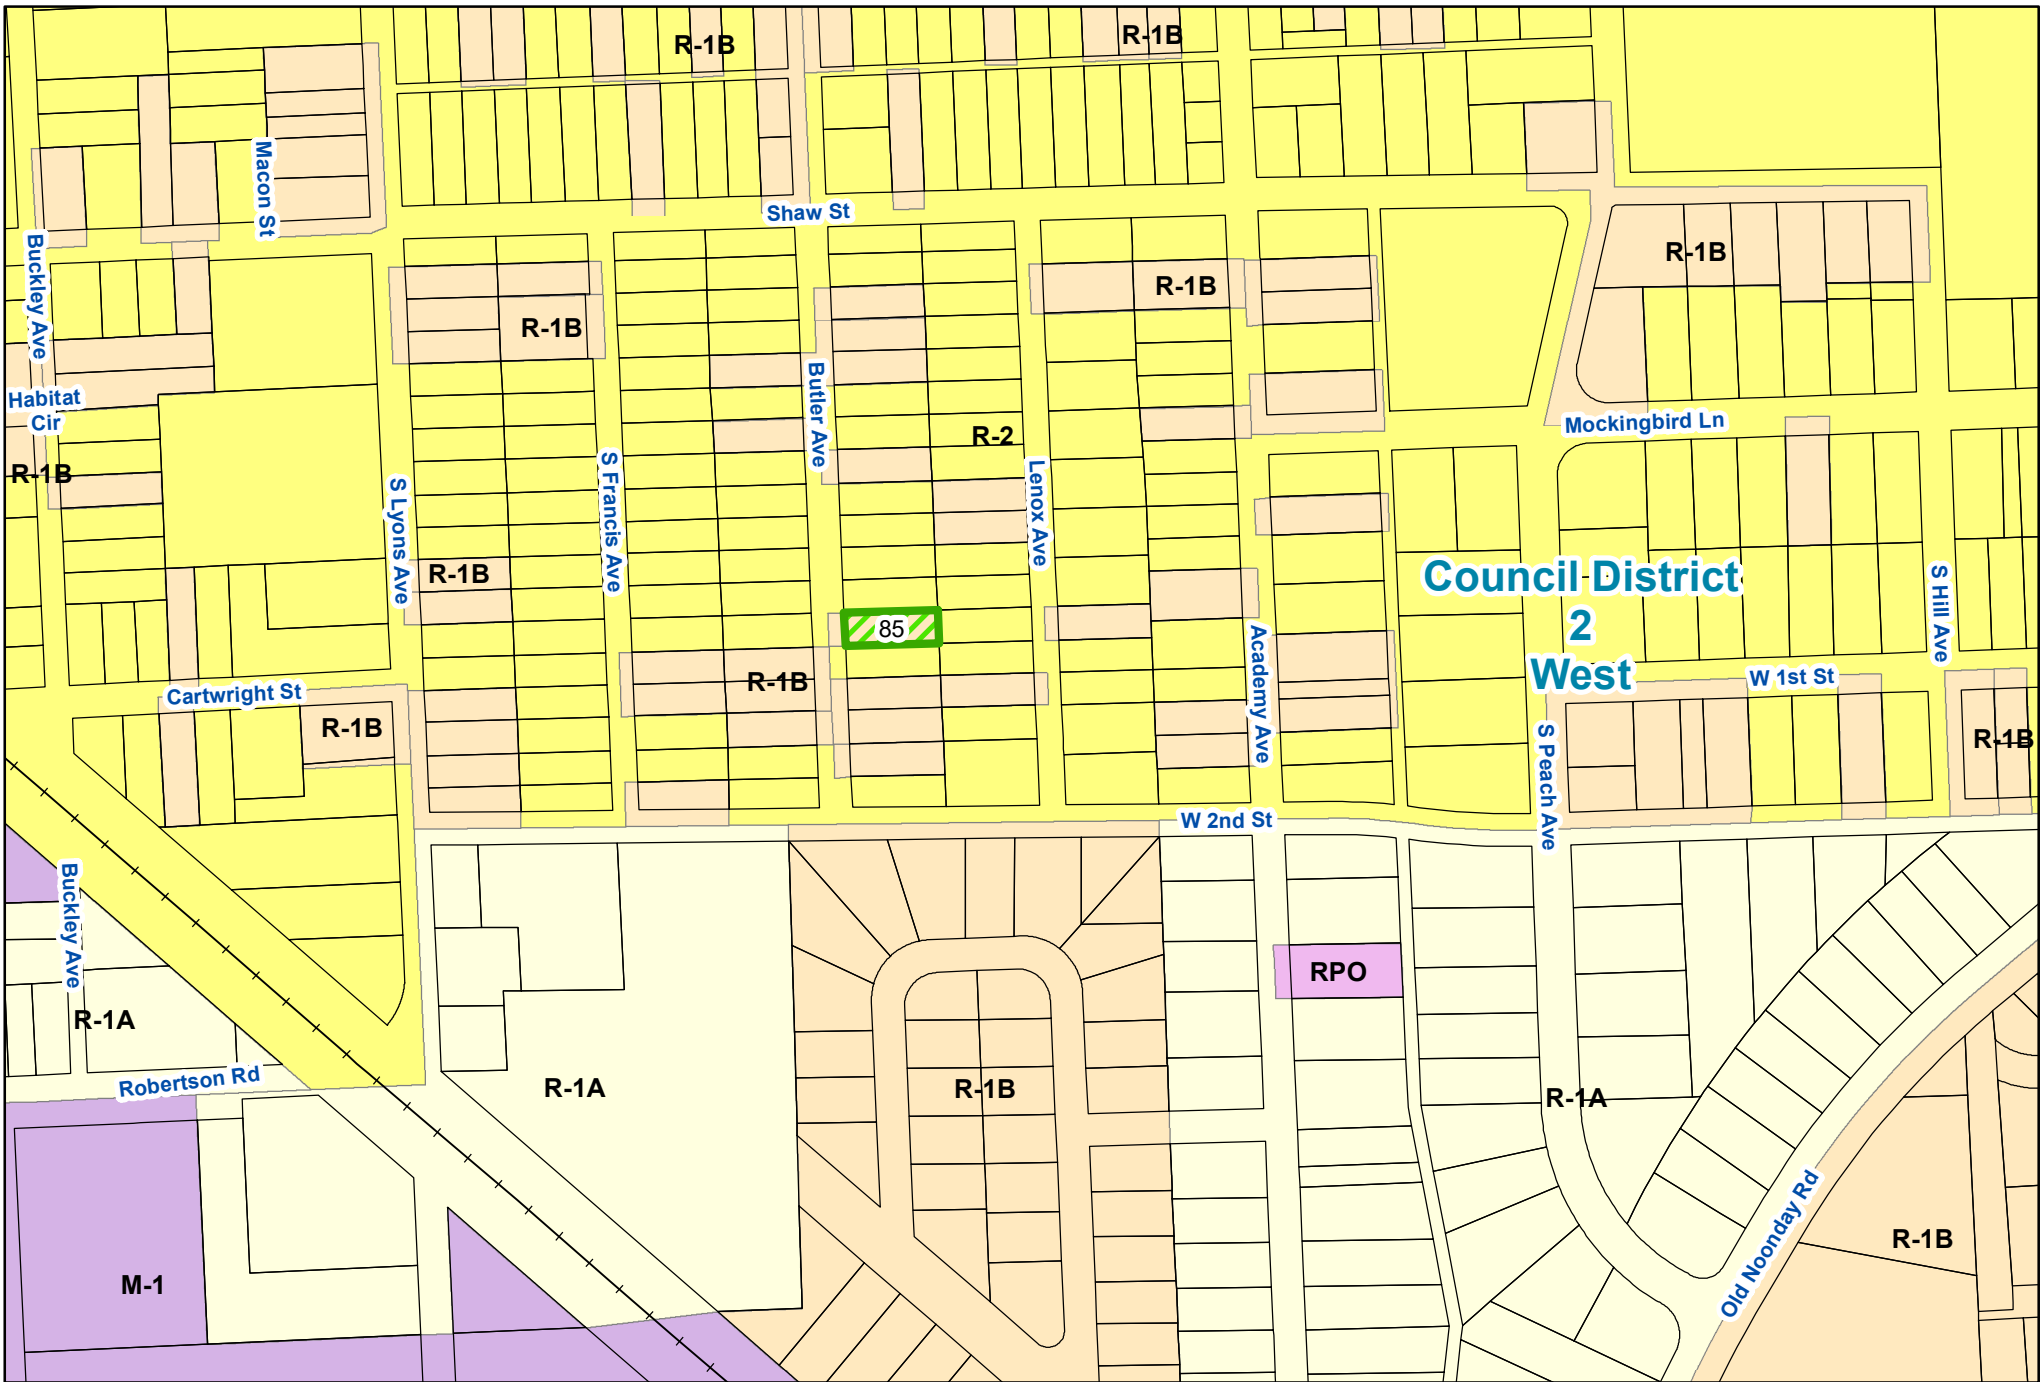 R-1B
R-1B
Macon St
Shaw St
Buckley Ave
R-1B
R-1B
R-1B
Butler Ave
Habitat
Cir
Mockingbird Ln
R-2
R-1B
S Lyons Ave
S Francis Ave
Lenox Ave
R-1B
Council District
2
West
S Hill Ave
85
Academy Ave
R-1B
Cartwright St
W 1st St
R-1B
S Peach Ave
R-1B
W 2nd St
Buckley Ave
RPO
R-1A
Robertson Rd
R-1A
R-1B
R-1A
Old Noonday Rd
R-1B
M-1